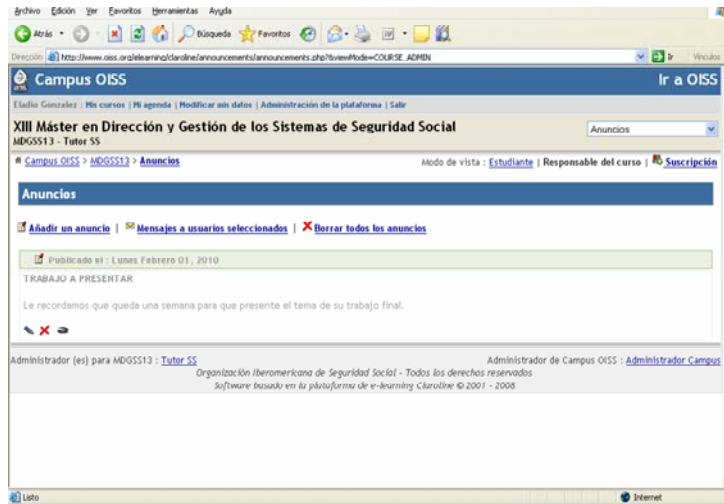 Archivo Edición Ver Favoritos Herramientas Ayuda
Atrás Búsqueda Favoritos
Dirección http://www.oiss.org/elearning/claroline/announcements/announcements.php?&viewMode=COURSE_ADMIN Ir Vínculos
Campus OISS Ir a OISS
Eladio Gonzalez : Mis cursos | Mi agenda | Modificar mis datos | Administración de la plataforma | Salir
XIII Máster en Dirección y Gestión de los Sistemas de Seguridad Social Anuncios
MDGSS13 - Tutor SS
Campus OISS > MDGSS13 > Anuncios Modo de vista : Estudiante | Responsable del curso | Suscripción
Anuncios
Añadir un anuncio | Mensajes a usuarios seleccionados | Borrar todos los anuncios
Publicado el : Lunes Febrero 01, 2010
TRABAJO A PRESENTAR
Le recordamos que queda una semana para que presente el tema de su trabajo final.
Administrador (es) para MDGSS13 : Tutor SS Administrador de Campus OISS : Administrador Campus
Organización Iberomericana de Seguridad Social - Todos los derechos reservados
Software basado en la plataforma de e-learning Claroline © 2001 - 2008
Listo Internet